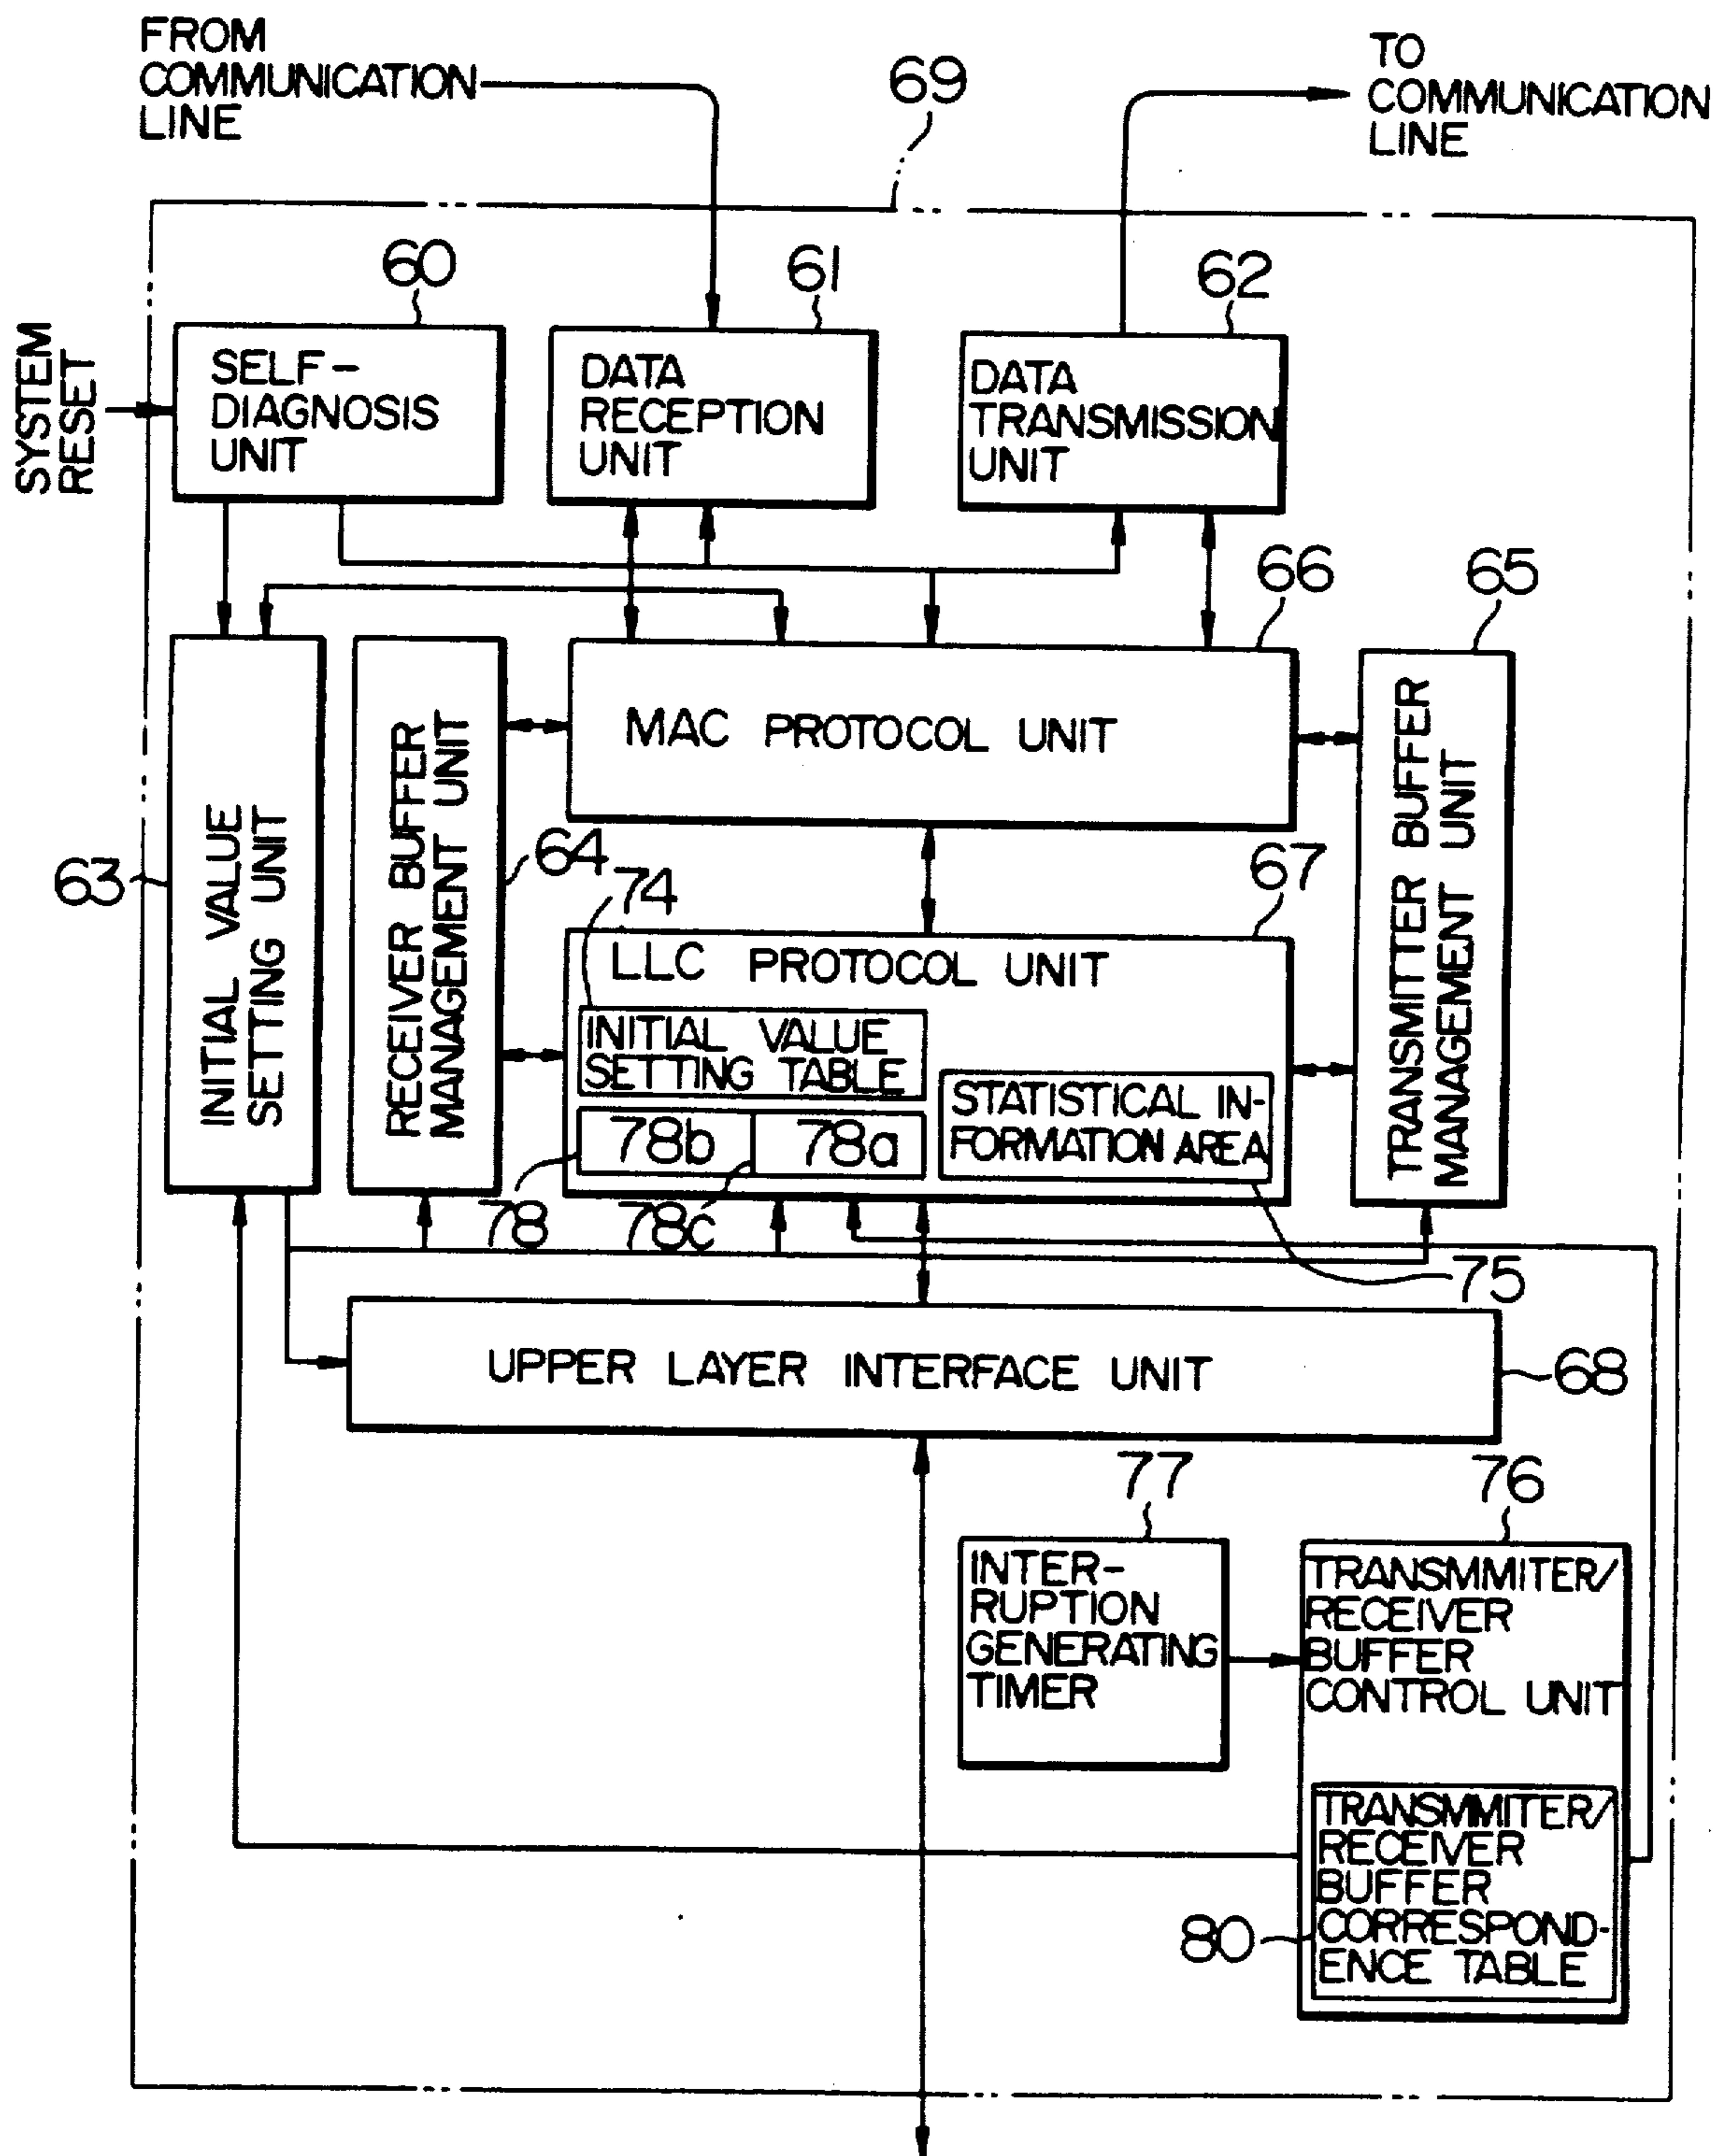 FROM
COMMUNICATION
LINE
TO
COMMUNICATION
LINE
69
60
61
62
SYSTEM
RESET
SELF-
DIAGNOSIS
UNIT
DATA
RECEPTION
UNIT
DATA
TRANSMISSION
UNIT
66
65
INITIAL VALUE
SETTING UNIT
63
RECEIVER BUFFER
MANAGEMENT UNIT
64
MAC PROTOCOL UNIT
TRANSMITTER BUFFER
MANAGEMENT UNIT
74
67
LLC PROTOCOL UNIT
INITIAL VALUE
SETTING TABLE
STATISTICAL IN-
FORMATION AREA
78b
78a
78
78c
75
UPPER LAYER INTERFACE UNIT
68
77
76
INTER-
RUPTION
GENERATING
TIMER
TRANSMMITER/
RECEIVER
BUFFER
CONTROL UNIT
TRANSMMITER/
RECEIVER
BUFFER
CORRESPOND-
ENCE TABLE
80